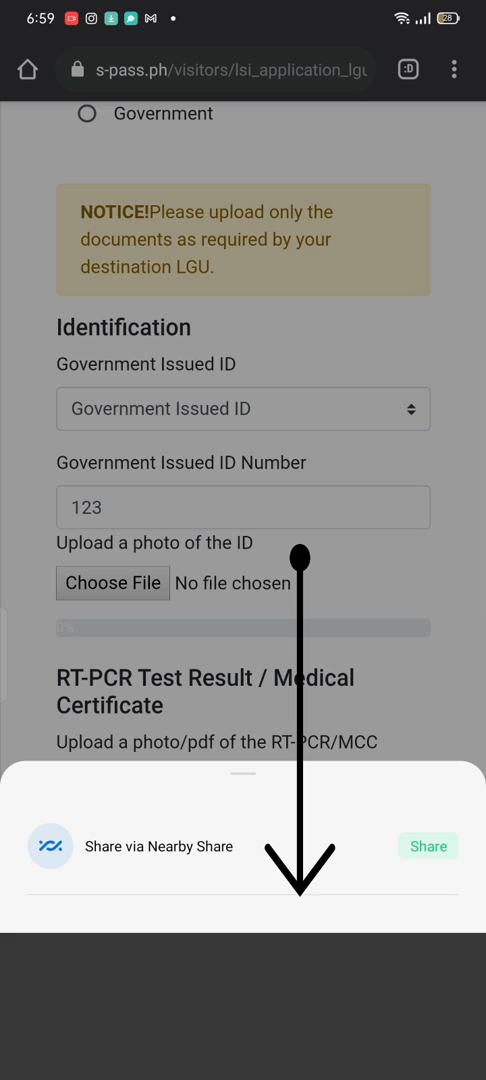 6:59
28
s-pass.ph/visitors/lsi_application_lgu
:D
Government
NOTICE!Please upload only the
documents as required by your
destination LGU.
Identification
Government Issued ID
Government Issued ID
Government Issued ID Number
123
Upload a photo of the ID
Choose File No file chosen
0%
RT-PCR Test Result / Medical
Certificate
Upload a photo/pdf of the RT-PCR/MCC
Share via Nearby Share
Share